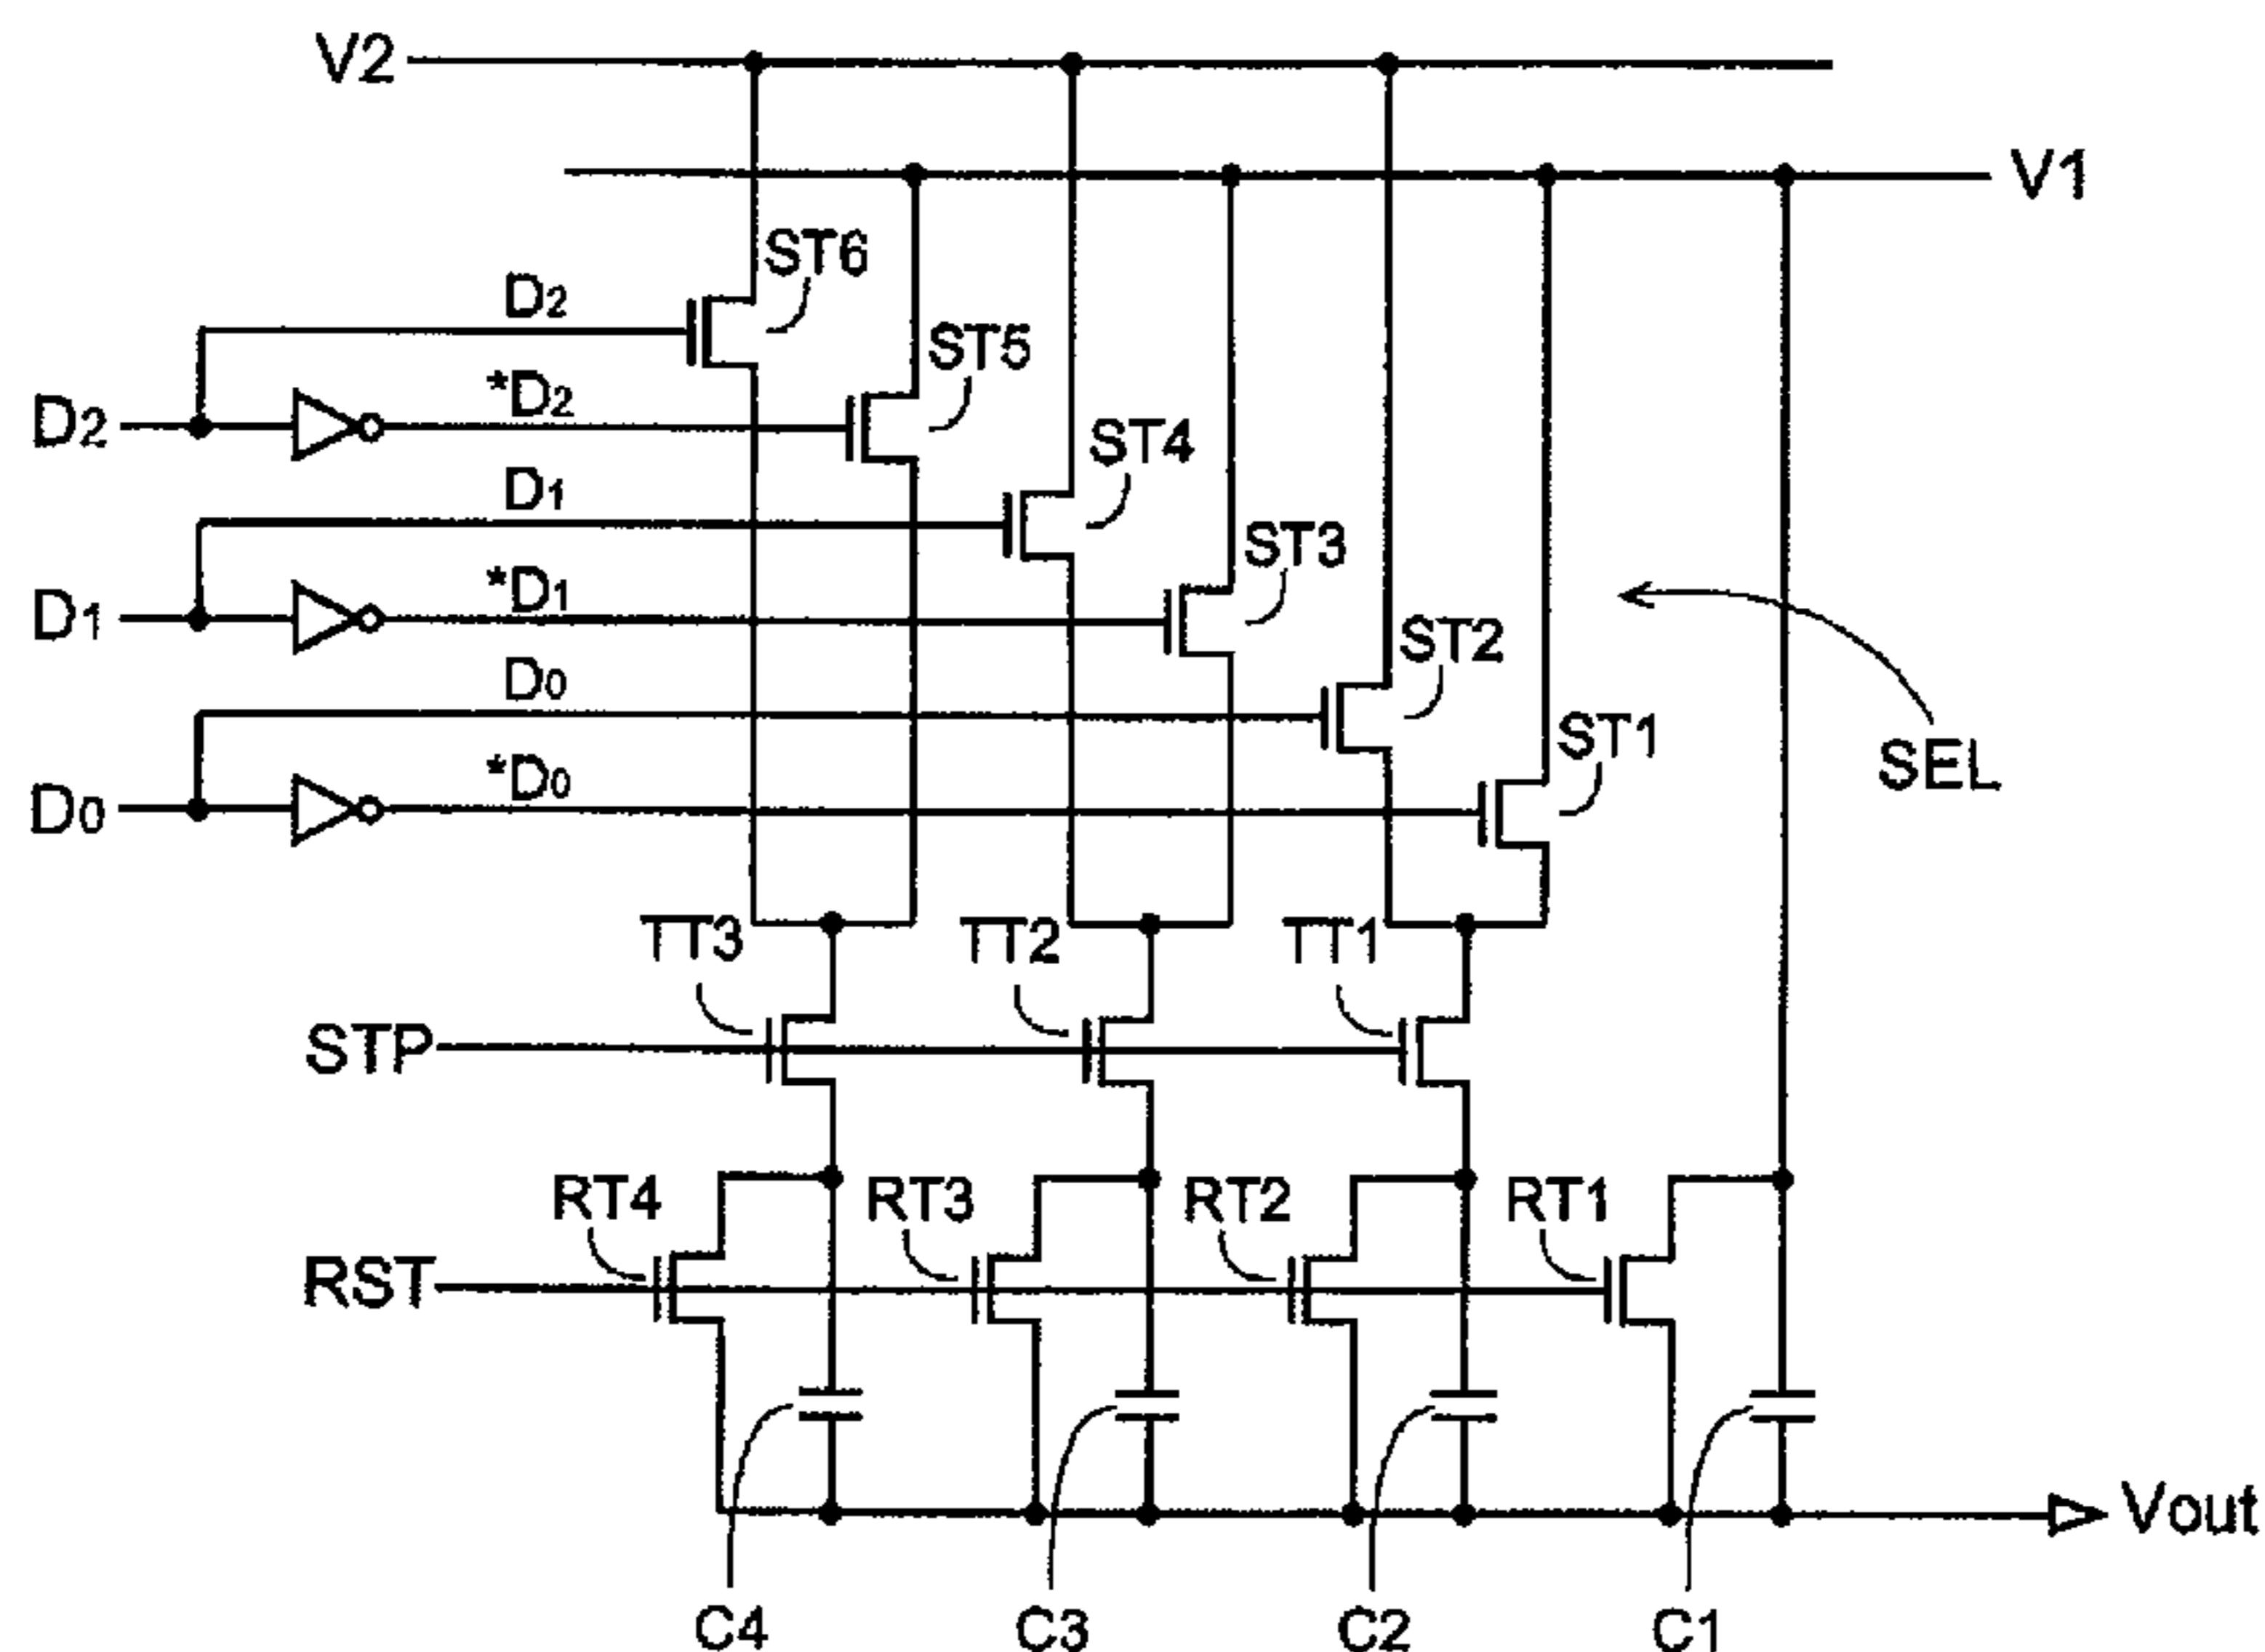 V2
V1
ST6
D2
ST5
*D2
D2
ST4
D1
ST3
*D1
D1
ST2
D0
ST1
*D0
SEL
D0
TT3 TT2 TT1
STP
RT4 RT3 RT2 RT1
RST
Vout
C4 C3 C2 C1